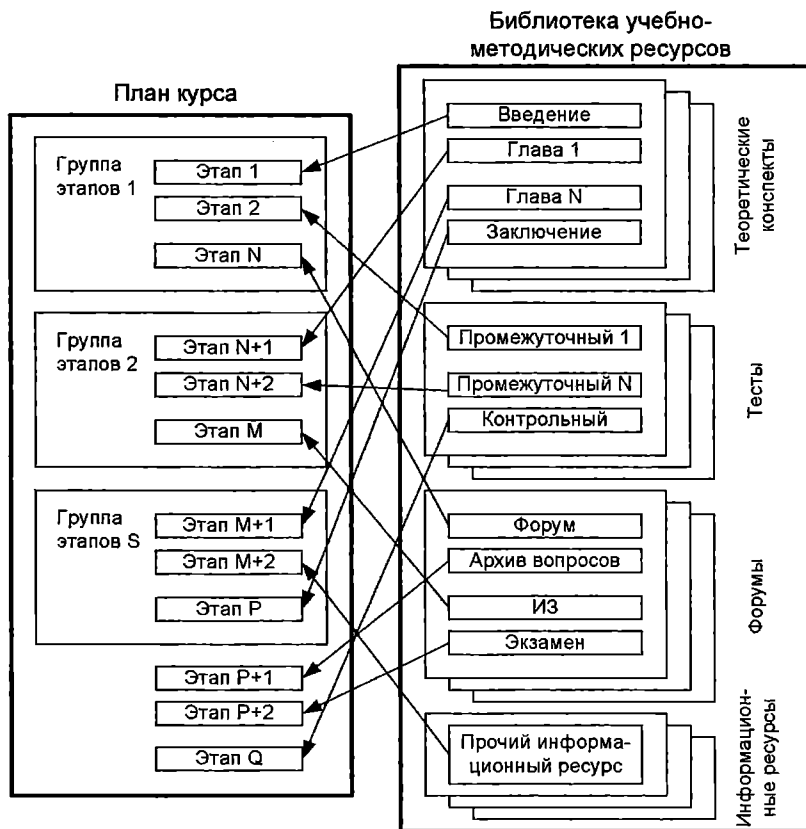 Библиотека учебно-
методических ресурсов
План курса
Группа
этапов 1
Этап 1
Этап 2
Этап N
Группа
этапов 2
Этап N+1
Этап N+2
Этап M
Группа
этапов S
Этап M+1
Этап M+2
Этап P
Этап P+1
Этап P+2
Этап Q
Введение
Глава 1
Глава N
Заключение
Теоретические
конспекты
Промежуточный 1
Промежуточный N
Контрольный
Тесты
Форум
Архив вопросов
ИЗ
Экзамен
Форумы
Прочий информа-
ционный ресурс
Информацион-
ные ресурсы